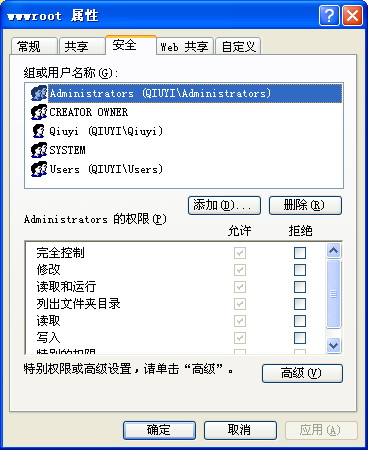 wwwroot 属性
常规 共享 安全 Web 共享 自定义
组或用户名称(G):
Administrators (QIUYI\Administrators)
CREATOR OWNER
Qiuyi (QIUYI\Qiuyi)
SYSTEM
Users (QIUYI\Users)
添加(D)... 删除(R)
Administrators 的权限(P) 允许 拒绝
完全控制
修改
读取和运行
列出文件夹目录
读取
写入
特别的权限
特别权限或高级设置，请单击“高级”。 高级(V)
确定 取消 应用(A)